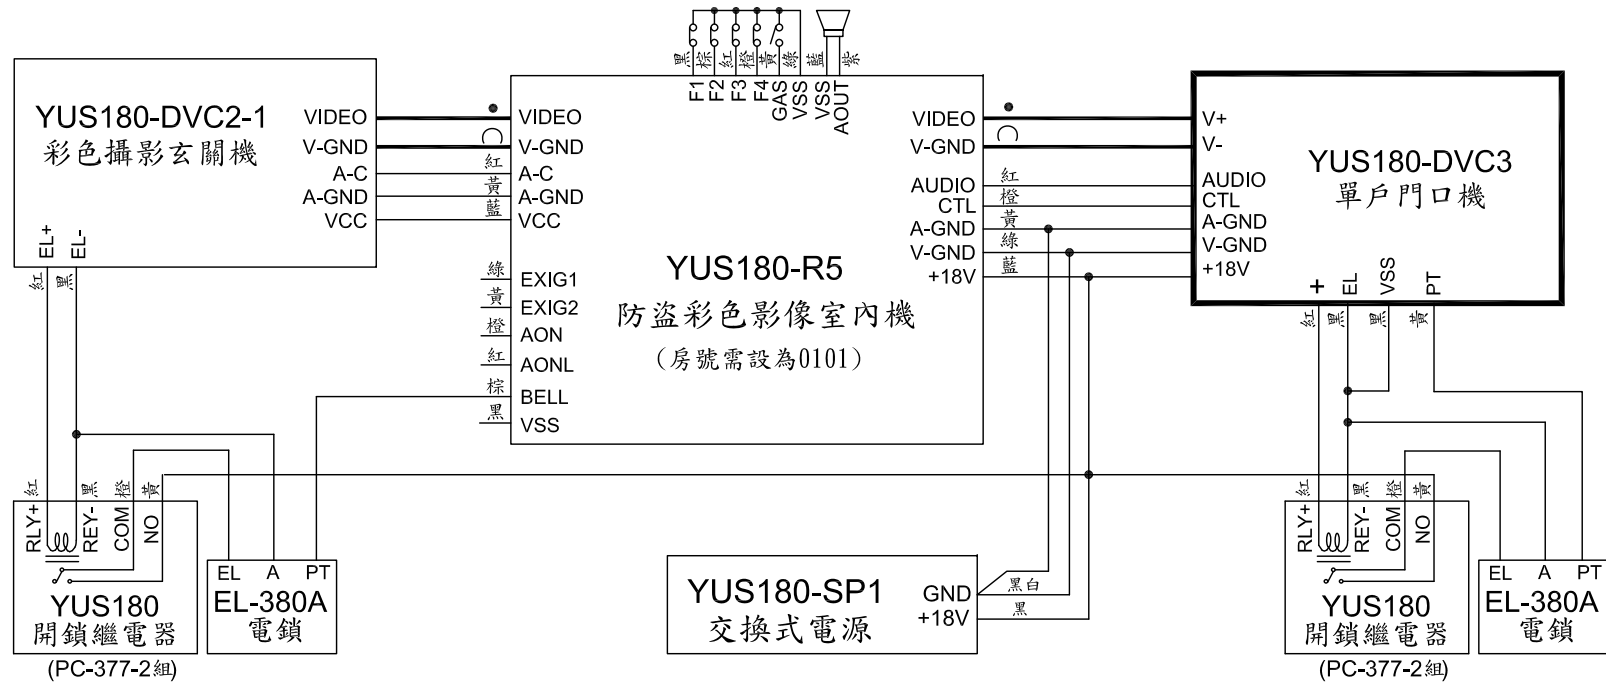 黑
棕
紅
橙
黃
綠
藍
紫
F1
F2
F3
F4
GAS
VSS
VSS
AOUT
YUS180-DVC2-1
彩色攝影玄關機
VIDEO
V-GND
A-C
A-GND
VCC
EL+
EL-
紅
黑
紅
黃
藍
VIDEO
V-GND
A-C
A-GND
VCC
綠
EXIG1
黃
EXIG2
橙
AON
紅
AONL
棕
BELL
黑
VSS
YUS180-R5
防盜彩色影像室內機
(房號需設為0101)
VIDEO
V-GND
AUDIO
CTL
A-GND
V-GND
+18V
紅
橙
黃
綠
藍
V+
V-
AUDIO
CTL
A-GND
V-GND
+18V
YUS180-DVC3
單戶門口機
+
EL
VSS
PT
紅
黑
黑
黃
紅
黑
橙
黃
RLY+
REY-
COM
NO
YUS180
開鎖繼電器
(PC-377-2組)
EL A PT
EL-380A
電鎖
YUS180-SP1
交換式電源
GND
+18V
黑白
黑
紅
黑
橙
黃
RLY+
REY-
COM
NO
YUS180
開鎖繼電器
(PC-377-2組)
EL A PT
EL-380A
電鎖